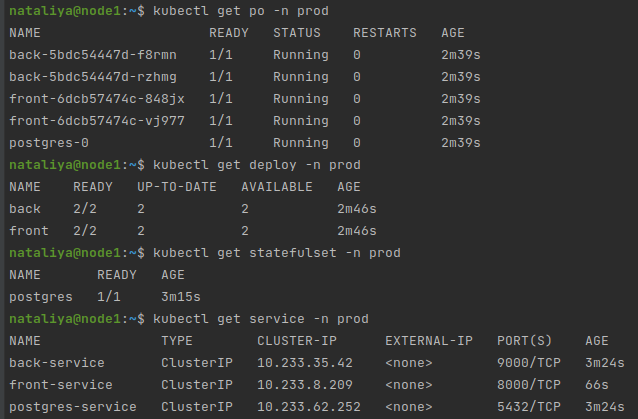 nataliya@node1:~$ kubectl get po -n prod
NAME                     READY   STATUS    RESTARTS   AGE
back-5bdc54447d-f8rmn    1/1     Running   0          2m39s
back-5bdc54447d-rzhmg    1/1     Running   0          2m39s
front-6dcb57474c-848jx   1/1     Running   0          2m39s
front-6dcb57474c-vj977   1/1     Running   0          2m39s
postgres-0               1/1     Running   0          2m39s
nataliya@node1:~$ kubectl get deploy -n prod
NAME    READY   UP-TO-DATE   AVAILABLE   AGE
back    2/2     2            2           2m46s
front   2/2     2            2           2m46s
nataliya@node1:~$ kubectl get statefulset -n prod
NAME       READY   AGE
postgres   1/1     3m15s
nataliya@node1:~$ kubectl get service -n prod
NAME               TYPE        CLUSTER-IP      EXTERNAL-IP   PORT(S)    AGE
back-service       ClusterIP   10.233.35.42    <none>        9000/TCP   3m24s
front-service      ClusterIP   10.233.8.209    <none>        8000/TCP   66s
postgres-service   ClusterIP   10.233.62.252   <none>        5432/TCP   3m24s